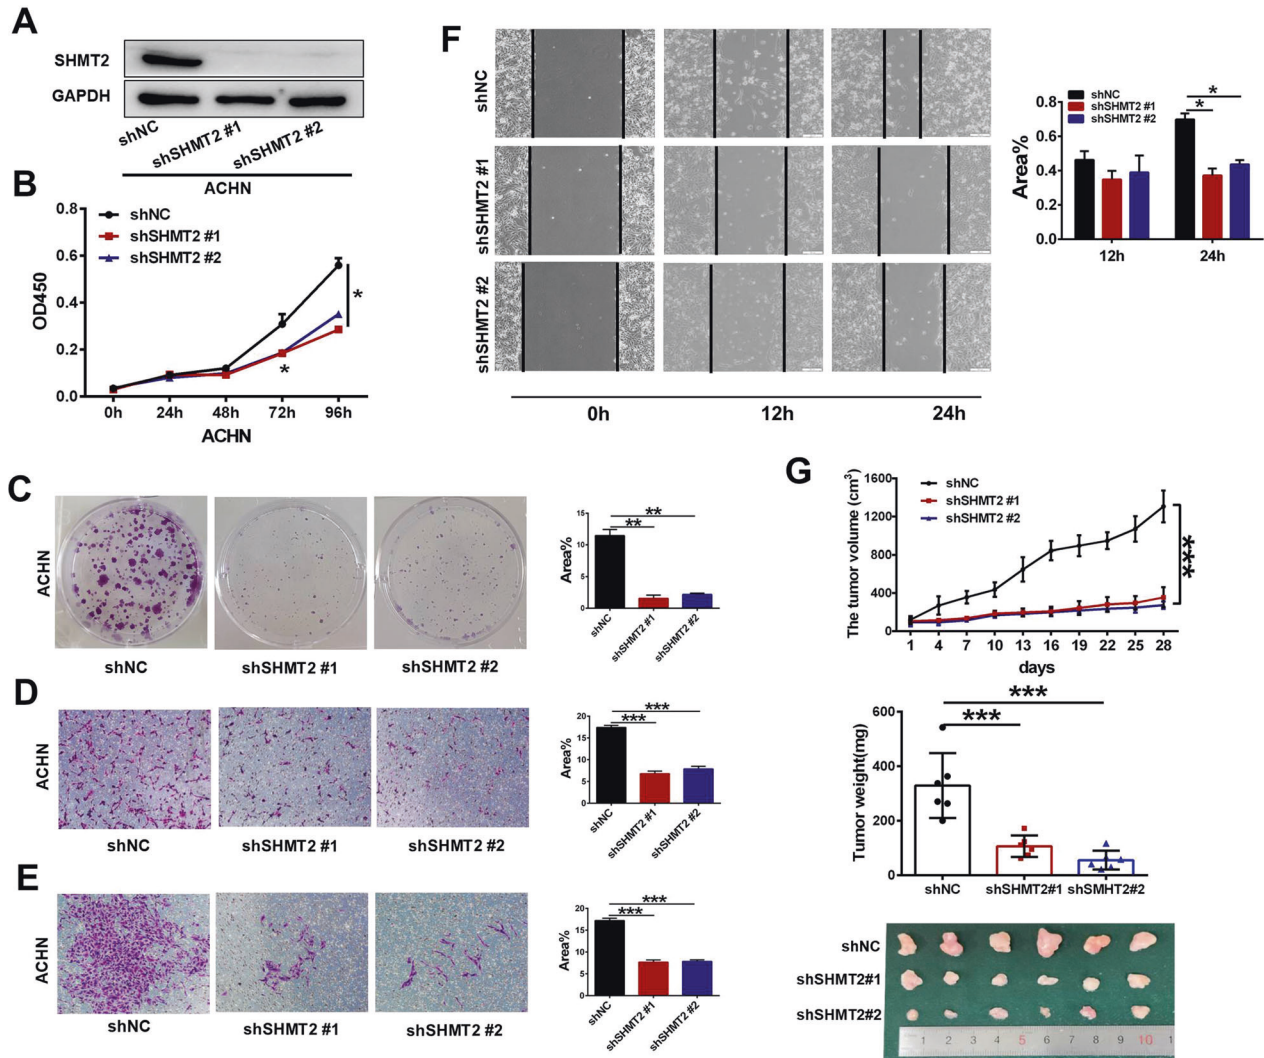 A
SHMT2
GAPDH
shNC
shSHMT2 #1
shSHMT2 #2
ACHN
B
0.8
0.6
0.4
0.2
0.0
OD450
shNC
shSHMT2 #1
shSHMT2 #2
*
*
0h 24h 48h 72h 96h
ACHN
F
shNC
shSHMT2 #1
shSHMT2 #2
0h 12h 24h
shNC
shSHMT2 #1
shSHMT2 #2
*
*
Area%
0.8
0.6
0.4
0.2
0.0
12h 24h
C
ACHN
shNC shSHMT2 #1 shSHMT2 #2
Area%
15
10
5
0
**
**
shNC
shSHMT2 #1
shSHMT2 #2
D
ACHN
shNC shSHMT2 #1 shSHMT2 #2
Area%
20
15
10
5
0
***
***
shNC
shSHMT2 #1
shSHMT2 #2
E
ACHN
shNC shSHMT2 #1 shSHMT2 #2
Area%
20
15
10
5
0
***
***
shNC
shSHMT2 #1
shSHMT2 #2
G
The tumor volume (cm3)
1600
1200
800
400
0
shNC
shSHMT2 #1
shSHMT2 #2
***
1 4 7 10 13 16 19 22 25 28
days
Tumor weight(mg)
600
400
200
0
***
***
shNC shSHMT2#1 shSMHT2#2
shNC
shSHMT2#1
shSHMT2#2
1 2 3 4 5 6 7 8 9 10 1